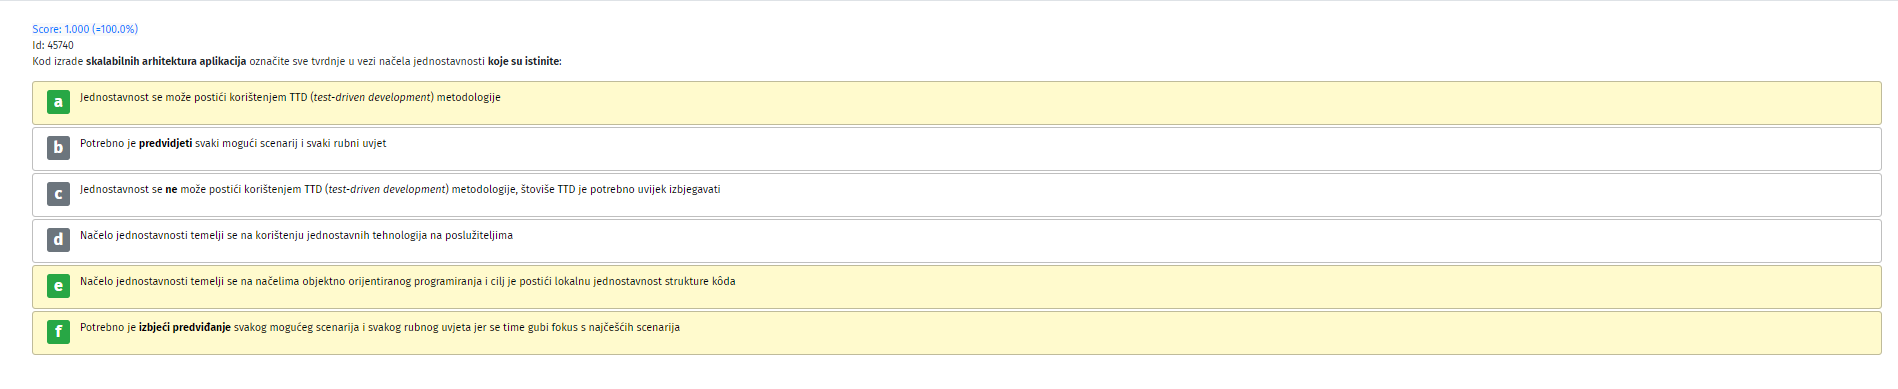 Score: 1.000 (=100.0%)
Id: 45740
Kod izrade skalabilnih arhitektura aplikacija označite sve tvrdnje u vezi načela jednostavnosti koje su istinite:
a Jednostavnost se može postići korištenjem TTD (test-driven development) metodologije
b Potrebno je predvidjeti svaki mogući scenarij i svaki rubni uvjet
c Jednostavnost se ne može postići korištenjem TTD (test-driven development) metodologije, štoviše TTD je potrebno uvijek izbjegavati
d Načelo jednostavnosti temelji se na korištenju jednostavnih tehnologija na poslužiteljima
e Načelo jednostavnosti temelji se na načelima objektno orijentiranog programiranja i cilj je postići lokalnu jednostavnost strukture kôda
f Potrebno je izbjeći predviđanje svakog mogućeg scenarija i svakog rubnog uvjeta jer se time gubi fokus s najčešćih scenarija